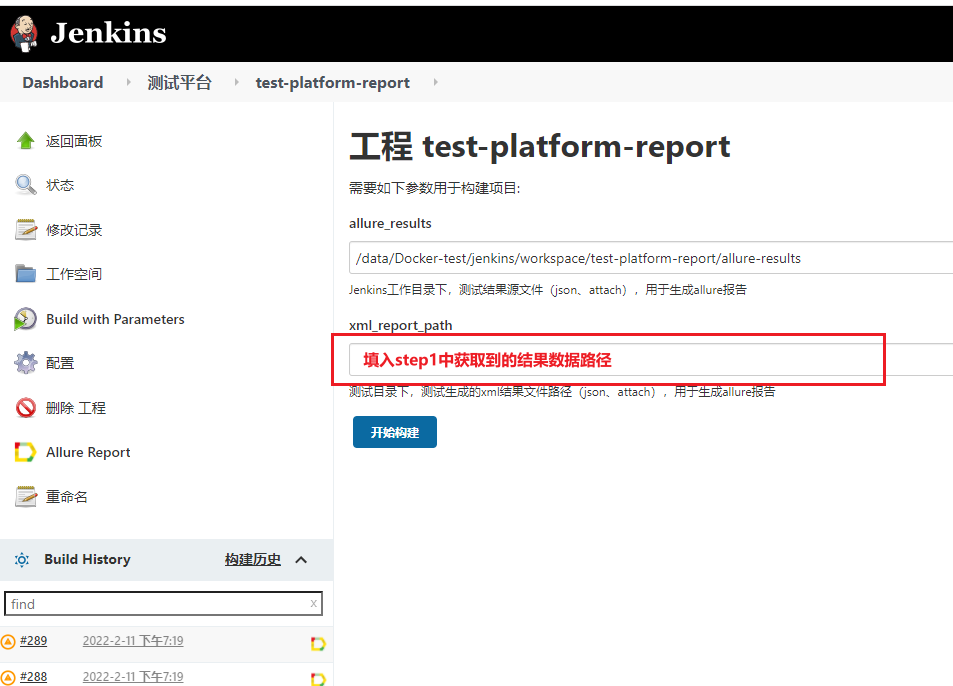 Jenkins
Dashboard 测试平台 test-platform-report
返回面板
状态
修改记录
工作空间
Build with Parameters
配置
删除 工程
Allure Report
重命名
Build History 构建历史
find x
#289 2022-2-11 下午7:19
#288 2022-2-11 下午7:19
工程 test-platform-report
需要如下参数用于构建项目:
allure_results
/data/Docker-test/jenkins/workspace/test-platform-report/allure-results
Jenkins工作目录下，测试结果源文件（json、attach），用于生成allure报告
xml_report_path
填入step1中获取到的结果数据路径
测试目录下，测试生成的xml结果文件路径（json、attach），用于生成allure报告
开始构建